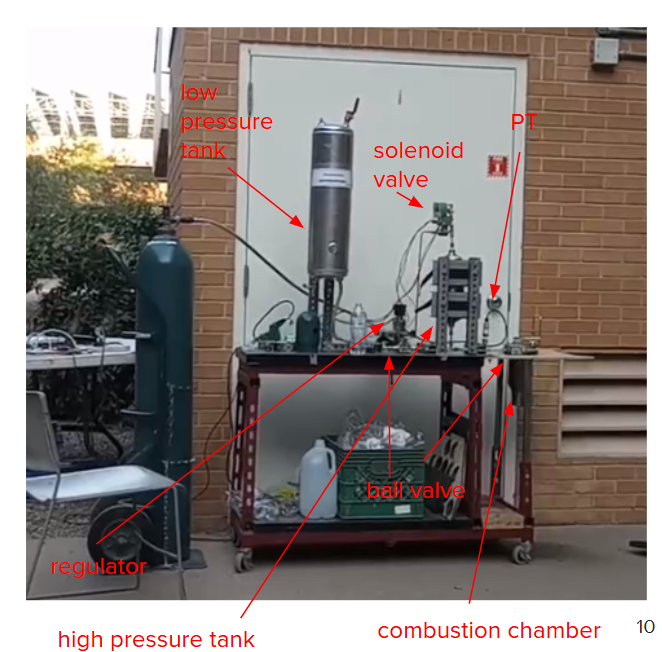 low
pressure
tank
solenoid
valve
PT
ball valve
regulator
high pressure tank
combustion chamber
10